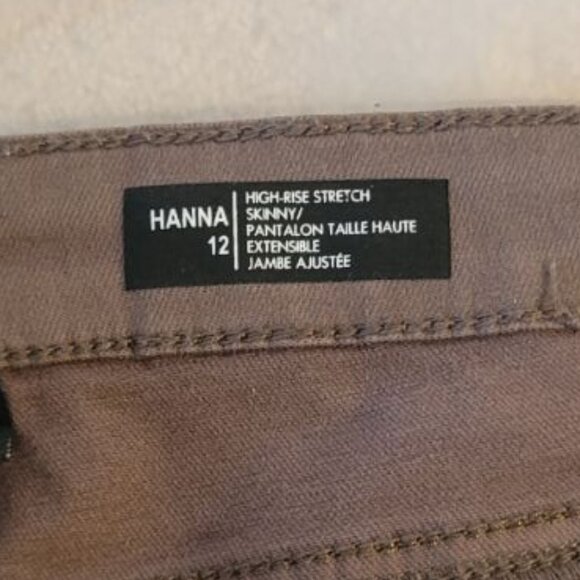 HANNA
12
HIGH-RISE STRETCH
SKINNY/
PANTALON TAILLE HAUTE
EXTENSIBLE
JAMBE AJUSTÉE